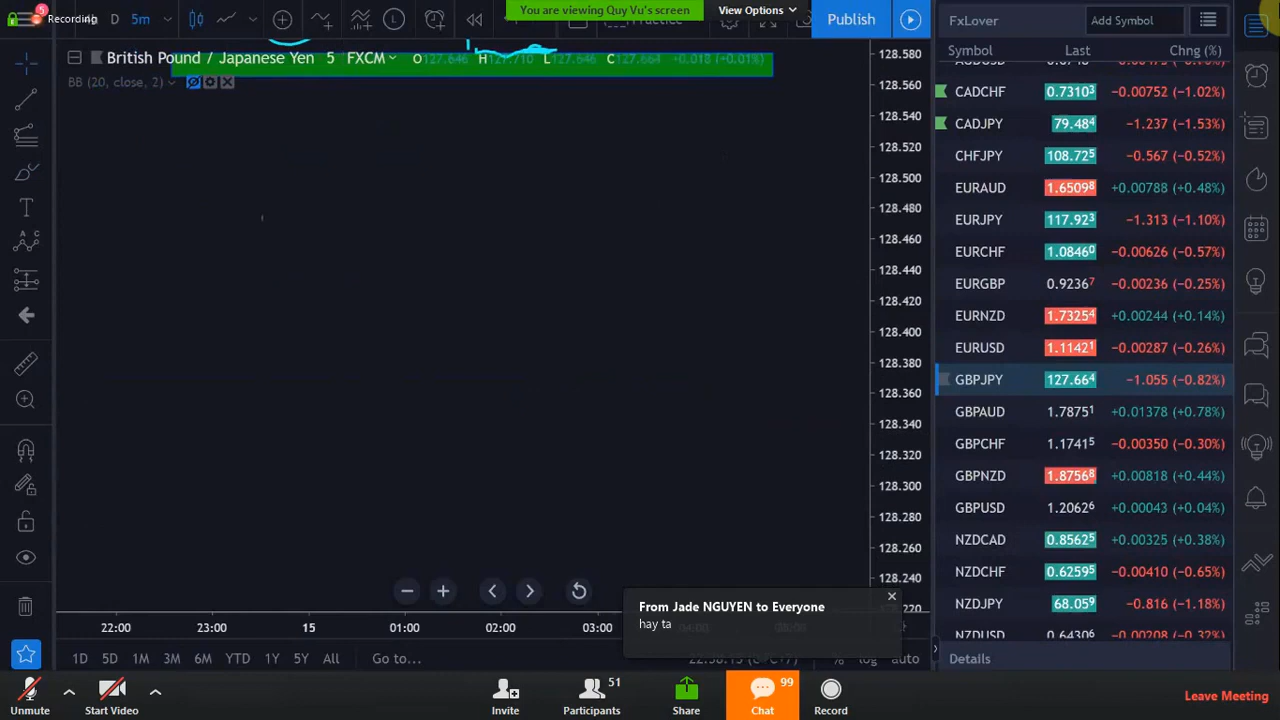 5
Recording
D 5m
You are viewing Quy Vu's screen
View Options
Publish
British Pound / Japanese Yen 5 FXCM O127.646 H127.710 L127.646 C127.664 +0.018 (+0.01%)
BB (20, close, 2)
128.580
128.560
128.540
128.520
128.500
128.480
128.460
128.440
128.420
128.400
128.380
128.360
128.340
128.320
128.300
128.280
128.260
128.240
128.220
22:00 23:00 15 01:00 02:00 03:00 04:00
1D 5D 1M 3M 6M YTD 1Y 5Y All Go to... % log auto
FxLover Add Symbol
Symbol Last Chng (%)
CADCHF 0.73103 −0.00752 (−1.02%)
CADJPY 79.484 −1.237 (−1.53%)
CHFJPY 108.725 −0.567 (−0.52%)
EURAUD 1.65098 +0.00788 (+0.48%)
EURJPY 117.923 −1.313 (−1.10%)
EURCHF 1.08460 −0.00626 (−0.57%)
EURGBP 0.92367 −0.00236 (−0.25%)
EURNZD 1.73254 +0.00244 (+0.14%)
EURUSD 1.11421 −0.00287 (−0.26%)
GBPJPY 127.664 −1.055 (−0.82%)
GBPAUD 1.78751 +0.01378 (+0.78%)
GBPCHF 1.17415 −0.00350 (−0.30%)
GBPNZD 1.87568 +0.00818 (+0.44%)
GBPUSD 1.20626 +0.00043 (+0.04%)
NZDCAD 0.85625 +0.00325 (+0.38%)
NZDCHF 0.62595 −0.00410 (−0.65%)
NZDJPY 68.059 −0.816 (−1.18%)
NZDUSD 0.64306 −0.00208 (−0.32%)
Details
From Jade NGUYEN to Everyone
hay ta
Unmute Start Video Invite Participants 51 Share Chat 99 Record Leave Meeting